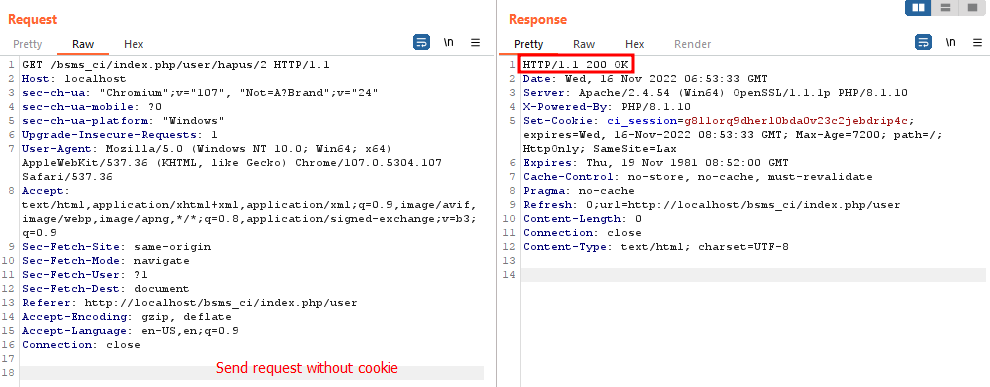 Request
Pretty Raw Hex
\n
1 GET /bsms_ci/index.php/user/hapus/2 HTTP/1.1
2 Host: localhost
3 sec-ch-ua: "Chromium";v="107", "Not=A?Brand";v="24"
4 sec-ch-ua-mobile: ?0
5 sec-ch-ua-platform: "Windows"
6 Upgrade-Insecure-Requests: 1
7 User-Agent: Mozilla/5.0 (Windows NT 10.0; Win64; x64)
AppleWebKit/537.36 (KHTML, like Gecko) Chrome/107.0.5304.107
Safari/537.36
8 Accept:
text/html,application/xhtml+xml,application/xml;q=0.9,image/avif,
image/webp,image/apng,*/*;q=0.8,application/signed-exchange;v=b3;
q=0.9
9 Sec-Fetch-Site: same-origin
10 Sec-Fetch-Mode: navigate
11 Sec-Fetch-User: ?1
12 Sec-Fetch-Dest: document
13 Referer: http://localhost/bsms_ci/index.php/user
14 Accept-Encoding: gzip, deflate
15 Accept-Language: en-US,en;q=0.9
16 Connection: close
17
18
Send request without cookie
Response
Pretty Raw Hex Render
\n
1 HTTP/1.1 200 OK
2 Date: Wed, 16 Nov 2022 06:53:33 GMT
3 Server: Apache/2.4.54 (Win64) OpenSSL/1.1.1p PHP/8.1.10
4 X-Powered-By: PHP/8.1.10
5 Set-Cookie: ci_session=g811orq9dherl0bda0v23c2jebdrip4c;
expires=Wed, 16-Nov-2022 08:53:33 GMT; Max-Age=7200; path=/;
HttpOnly; SameSite=Lax
6 Expires: Thu, 19 Nov 1981 08:52:00 GMT
7 Cache-Control: no-store, no-cache, must-revalidate
8 Pragma: no-cache
9 Refresh: 0;url=http://localhost/bsms_ci/index.php/user
10 Content-Length: 0
11 Connection: close
12 Content-Type: text/html; charset=UTF-8
13
14